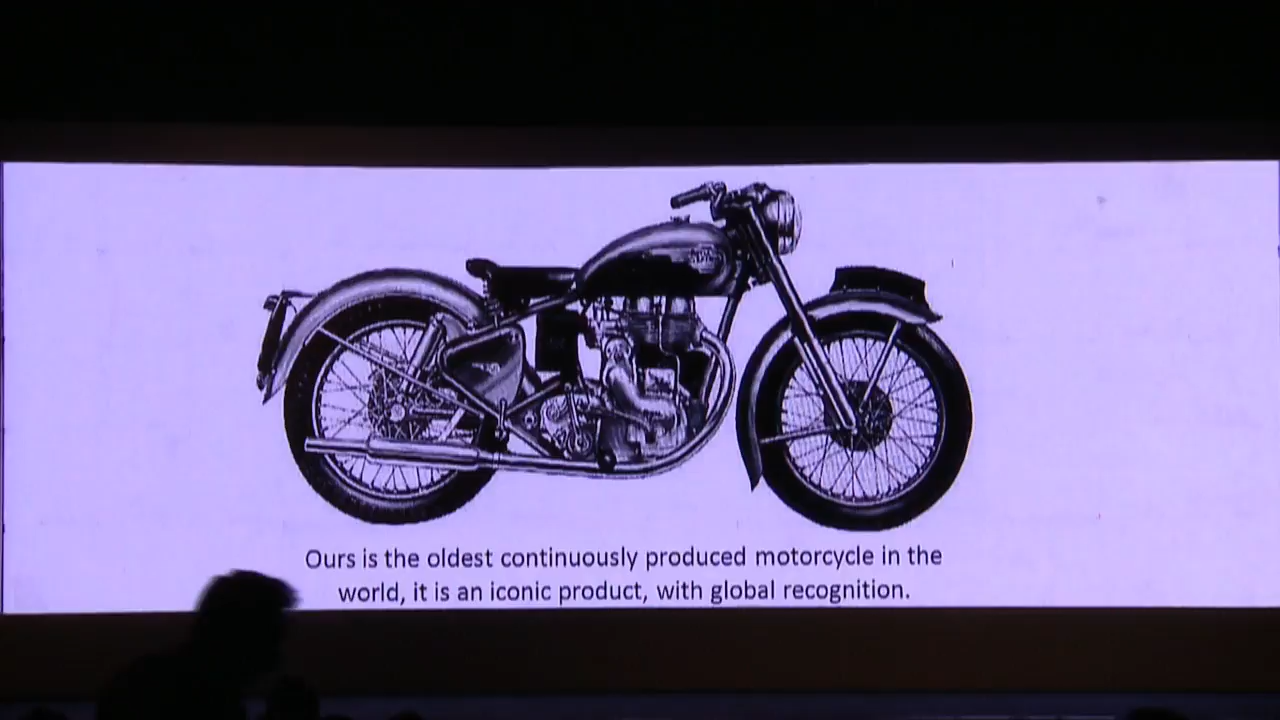 Ours is the oldest continuously produced motorcycle in the
world, it is an iconic product, with global recognition.